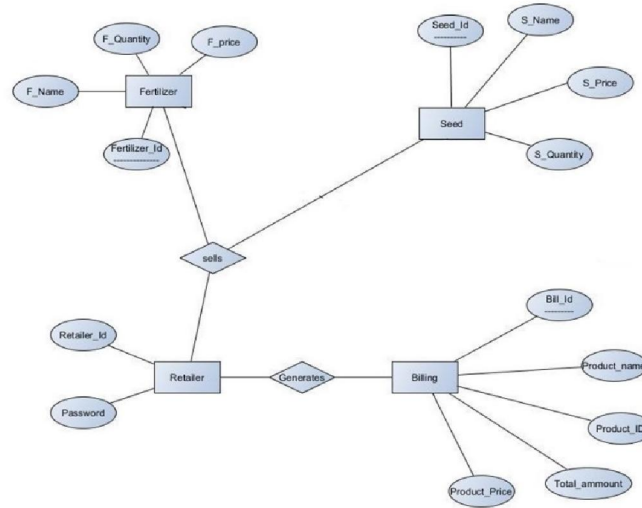 F_Quantity
F_price
F_Name
Fertilizer
Fertilizer_Id
Seed_Id
S_Name
S_Price
Seed
S_Quantity
sells
Retailer_Id
Retailer
Password
Generates
Billing
Bill_Id
Product_name
Product_ID
Total_ammount
Product_Price